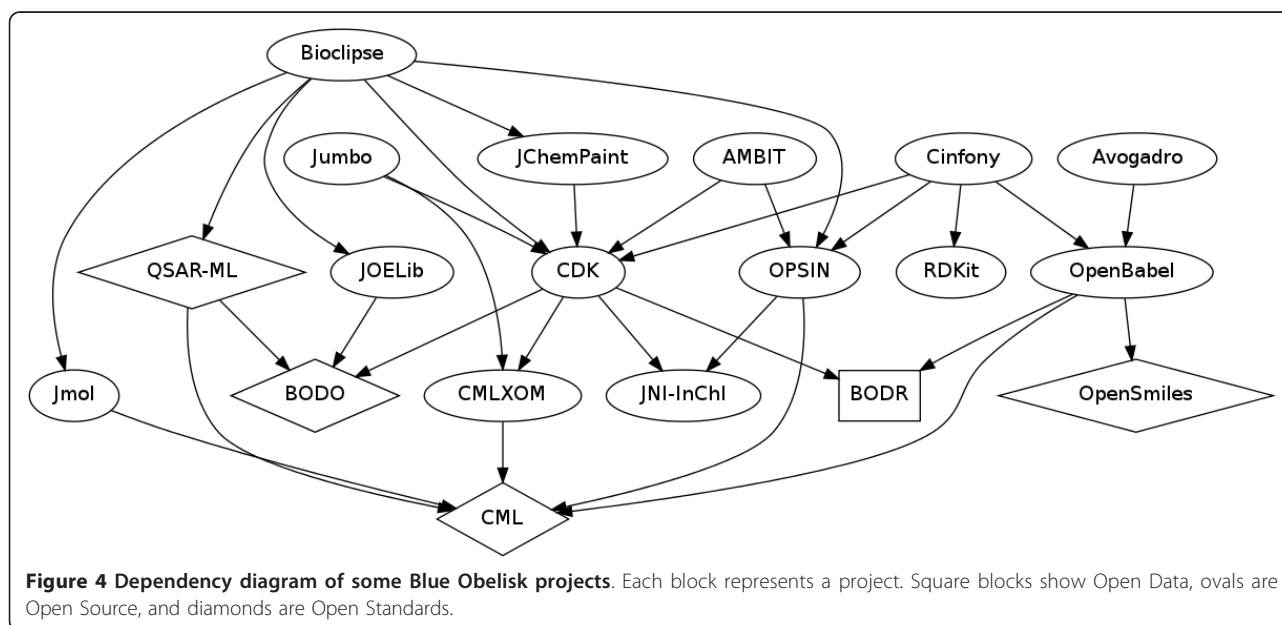 Bioclipse
Jumbo
JChemPaint
AMBIT
Cinfony
Avogadro
QSAR-ML
JOELib
CDK
OPSIN
RDKit
OpenBabel
Jmol
BODO
CMLXOM
JNI-InChI
BODR
OpenSmiles
CML
Figure 4 Dependency diagram of some Blue Obelisk projects. Each block represents a project. Square blocks show Open Data, ovals are
Open Source, and diamonds are Open Standards.